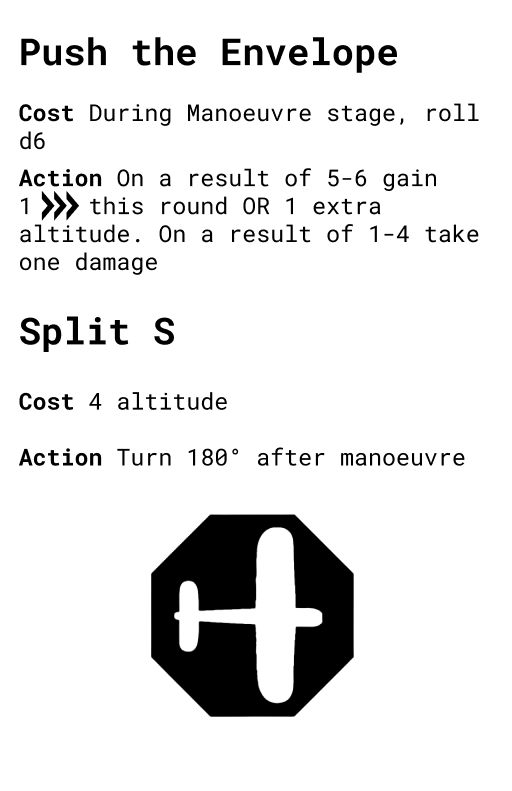 Push the Envelope
Cost During Manoeuvre stage, roll
d6
Action On a result of 5-6 gain
1 this round OR 1 extra
altitude. On a result of 1-4 take
one damage
Split S
Cost 4 altitude
Action Turn 180° after manoeuvre